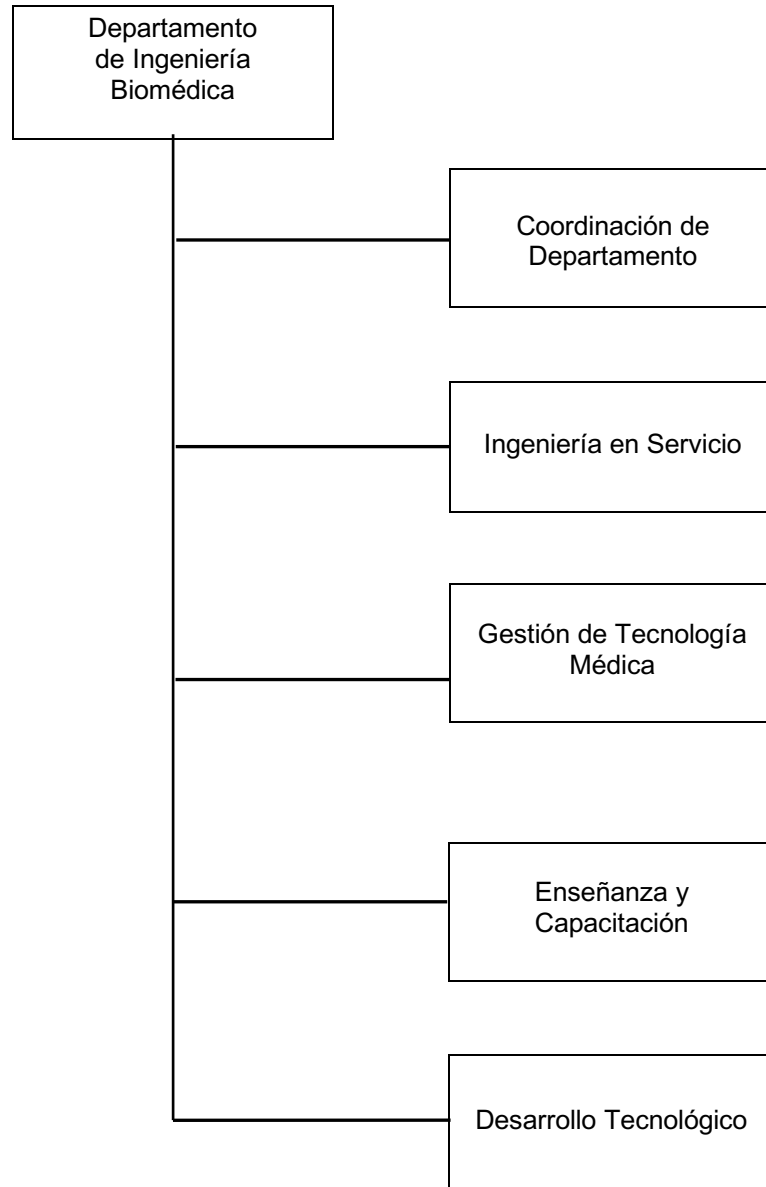 Departamento
de Ingeniería
Biomédica
Coordinación de
Departamento
Ingeniería en Servicio
Gestión de Tecnología
Médica
Enseñanza y
Capacitación
Desarrollo Tecnológico